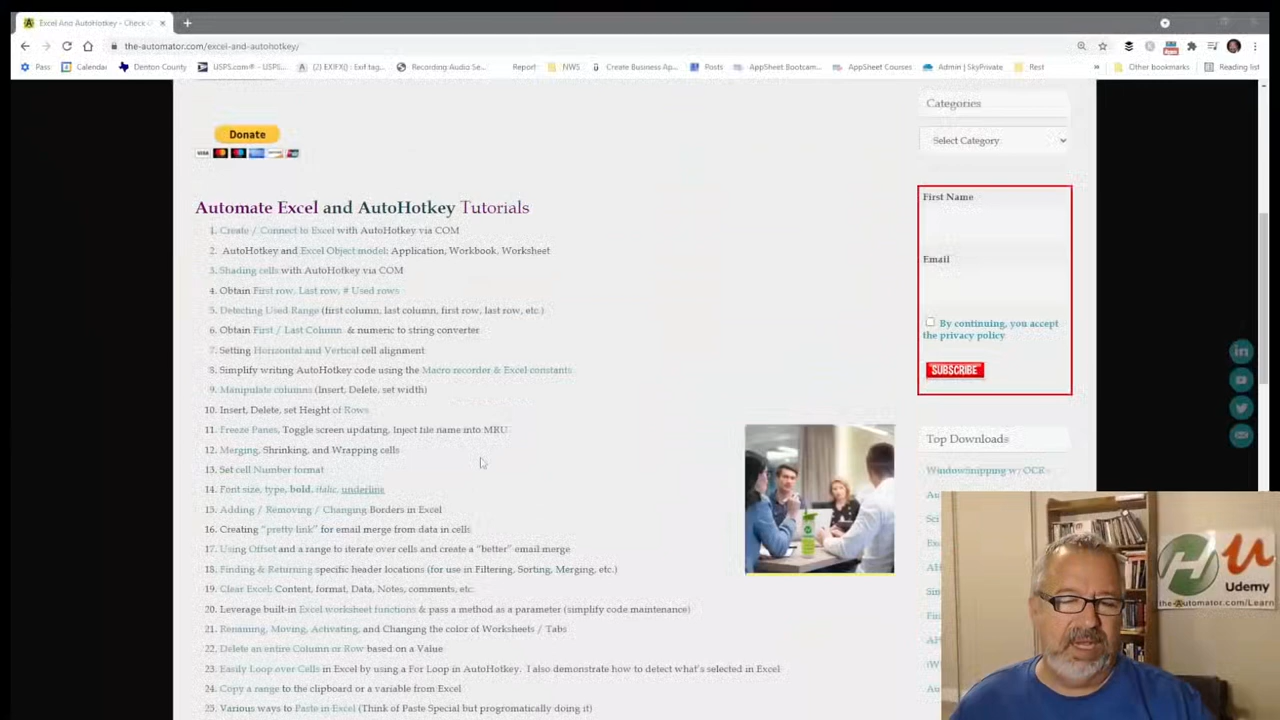 Excel And AutoHotkey - Check
the-automator.com/excel-and-autohotkey/
Pass
Calendar
Denton County
USPS.com® - USPS...
(2) EXIEX() : Exif tag...
Recording Audio Se...
Report
NWS
Create Business Ap...
Posts
AppSheet Bootcam...
AppSheet Courses
Admin | SkyPrivate
Rest
Other bookmarks
Reading list
Donate
VISA
Automate Excel and AutoHotkey Tutorials
1. Create / Connect to Excel with AutoHotkey via COM
2. AutoHotkey and Excel Object model: Application, Workbook, Worksheet
3. Shading cells with AutoHotkey via COM
4. Obtain First row, Last row, # Used rows
5. Detecting Used Range (first column, last column, first row, last row, etc.)
6. Obtain First / Last Column & numeric to string converter
7. Setting Horizontal and Vertical cell alignment
8. Simplify writing AutoHotkey code using the Macro recorder & Excel constants
9. Manipulate columns (Insert, Delete, set width)
10. Insert, Delete, set Height of Rows
11. Freeze Panes, Toggle screen updating, Inject file name into MRU
12. Merging, Shrinking, and Wrapping cells
13. Set cell Number format
14. Font size, type, bold, italic, underline
15. Adding / Removing / Changing Borders in Excel
16. Creating "pretty link" for email merge from data in cells
17. Using Offset and a range to iterate over cells and create a "better" email merge
18. Finding & Returning specific header locations (for use in Filtering, Sorting, Merging, etc.)
19. Clear Excel: Content, format, Data, Notes, comments, etc
20. Leverage built-in Excel worksheet functions & pass a method as a parameter (simplify code maintenance)
21. Renaming, Moving, Activating, and Changing the color of Worksheets / Tabs
22. Delete an entire Column or Row based on a Value
23. Easily Loop over Cells in Excel by using a For Loop in AutoHotkey. I also demonstrate how to detect what's selected in Excel
24. Copy a range to the clipboard or a variable from Excel
25. Various ways to Paste in Excel (Think of Paste Special but programatically doing it)
Categories
Select Category
First Name
Email
By continuing, you accept
the privacy policy
SUBSCRIBE
Top Downloads
WindowSnipping w/ OCR
H
U
Udemy
the-Automator.com/Learn